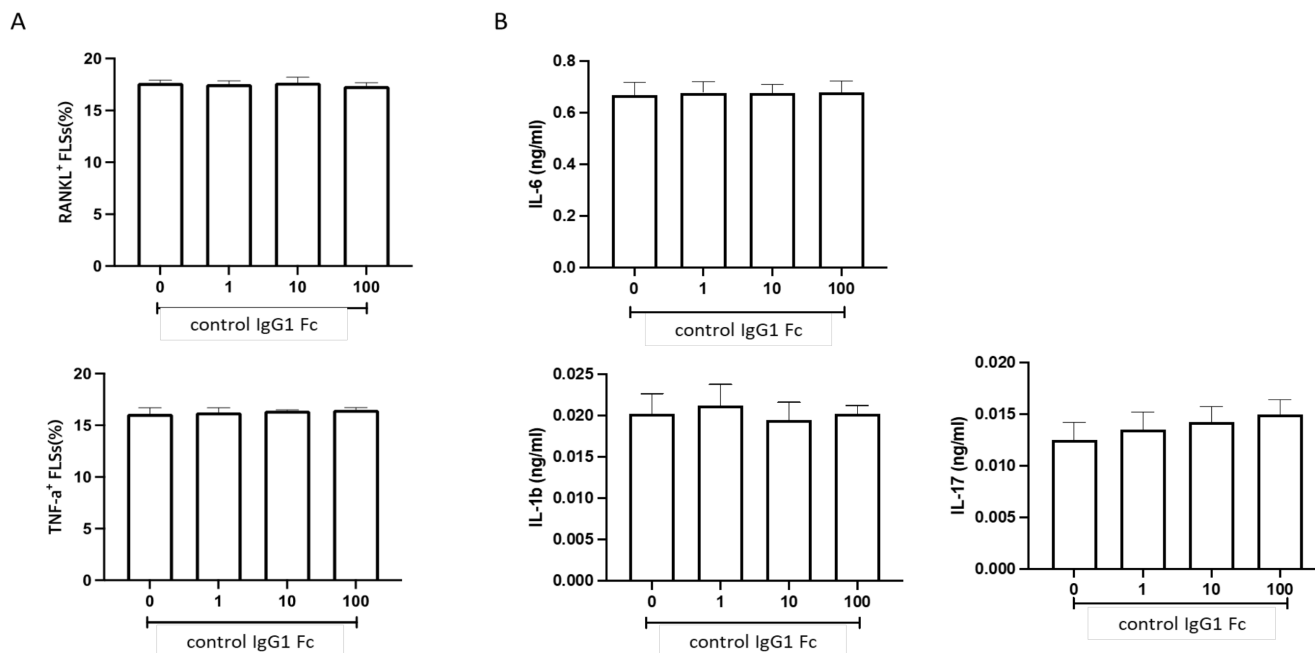 A
B
20
15
10
5
0
RANKL⁺ FLSs(%)
0 1 10 100
control IgG1 Fc
0.8
0.6
0.4
0.2
0.0
IL-6 (ng/ml)
0 1 10 100
control IgG1 Fc
20
15
10
5
0
TNF-a⁺ FLSs(%)
0 1 10 100
control IgG1 Fc
0.025
0.020
0.015
0.010
0.005
0.000
IL-1b (ng/ml)
0 1 10 100
control IgG1 Fc
0.020
0.015
0.010
0.005
0.000
IL-17 (ng/ml)
0 1 10 100
control IgG1 Fc